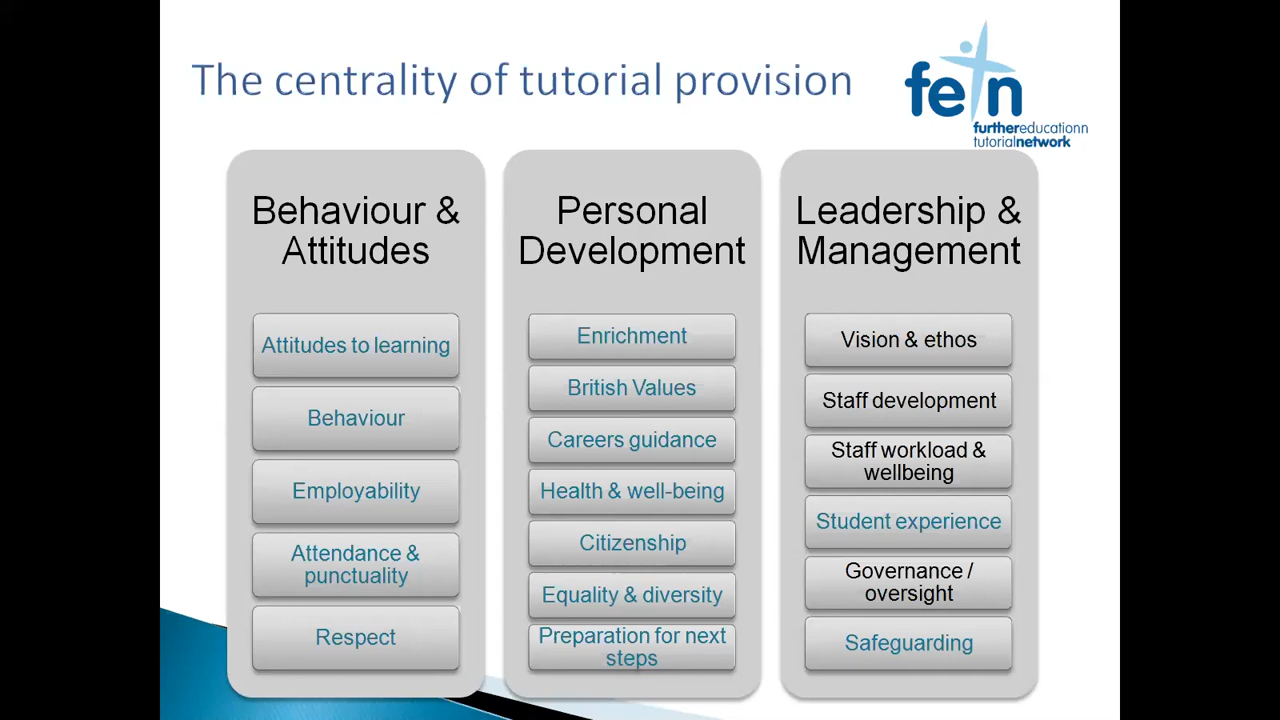 The centrality of tutorial provision
fetn
furthereducationn
tutorialnetwork
Behaviour &
Attitudes
Attitudes to learning
Behaviour
Employability
Attendance &
punctuality
Respect
Personal
Development
Enrichment
British Values
Careers guidance
Health & well-being
Citizenship
Equality & diversity
Preparation for next
steps
Leadership &
Management
Vision & ethos
Staff development
Staff workload &
wellbeing
Student experience
Governance /
oversight
Safeguarding